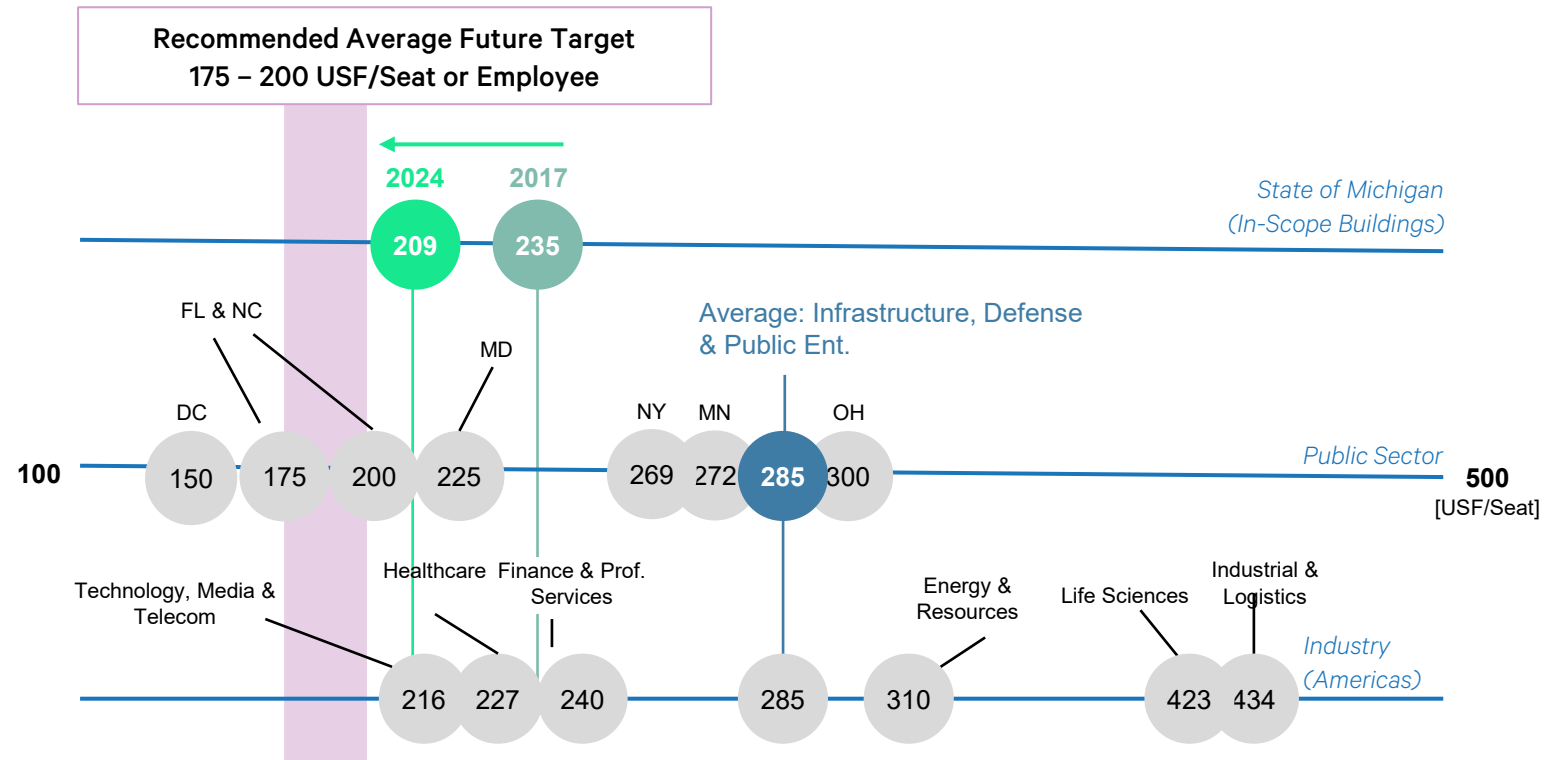 Recommended Average Future Target
175 – 200 USF/Seat or Employee
2024
2017
State of Michigan
(In-Scope Buildings)
209
235
FL & NC
Average: Infrastructure, Defense
& Public Ent.
MD
DC
NY
MN
OH
100
150
175
200
225
269
272
285
300
Public Sector
500
[USF/Seat]
Technology, Media &
Telecom
Healthcare
Finance & Prof.
Services
Energy &
Resources
Life Sciences
Industrial &
Logistics
Industry
(Americas)
216
227
240
285
310
423
434